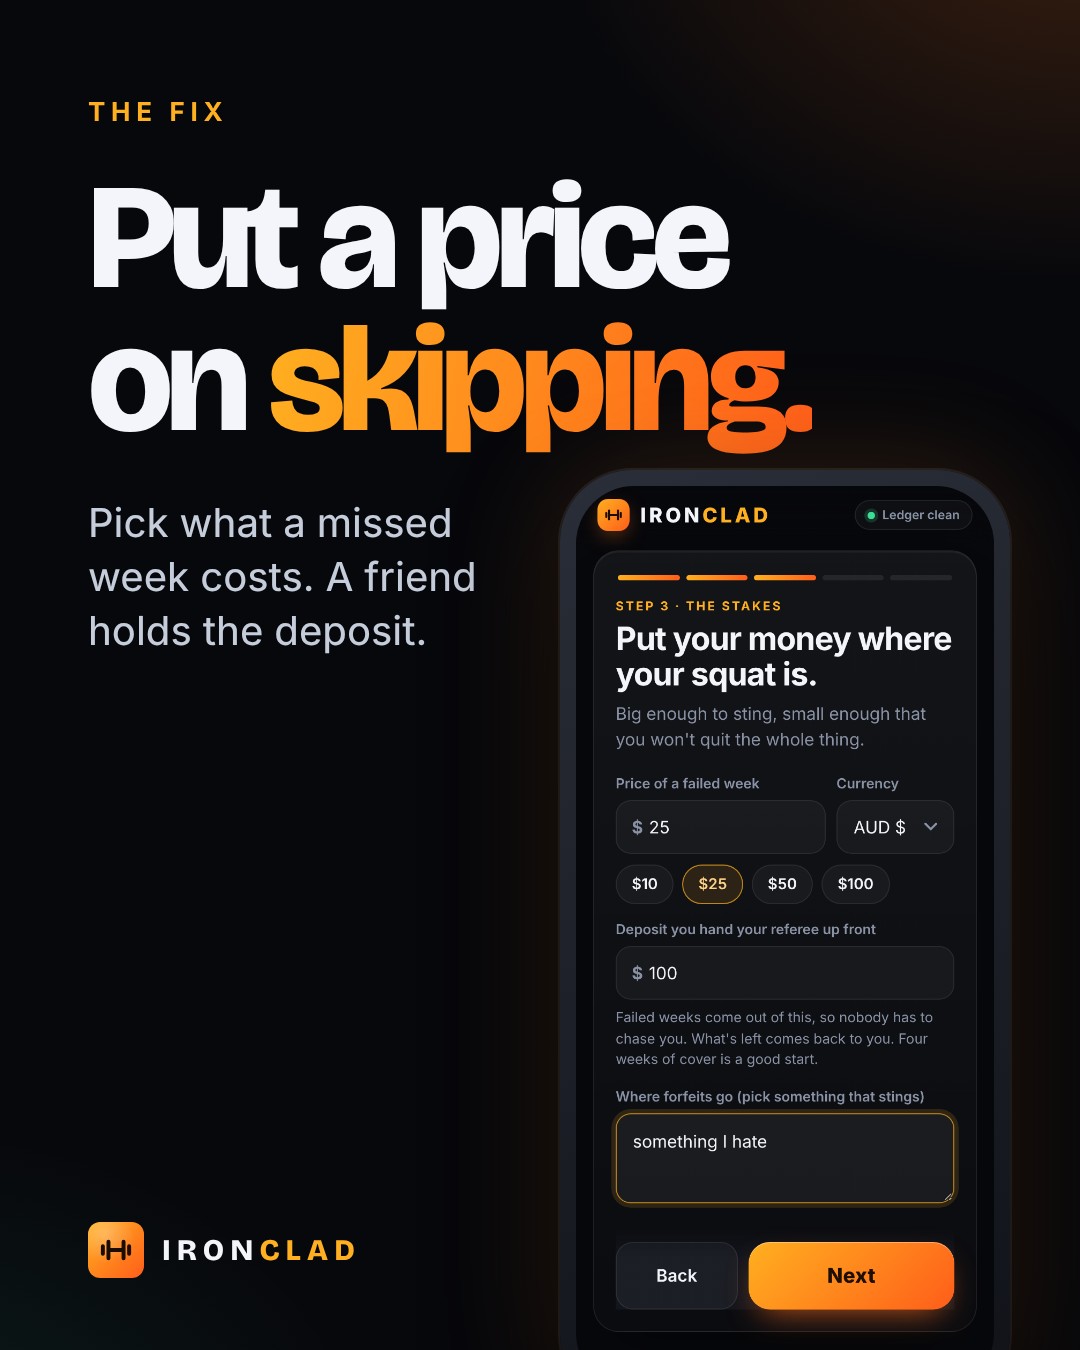 THE FIX
Put a price
on skipping.
Pick what a missed
week costs. A friend
holds the deposit.
IRONCLAD
Ledger clean
STEP 3 · THE STAKES
Put your money where
your squat is.
Big enough to sting, small enough that
you won't quit the whole thing.
Price of a failed week
Currency
$ 25
AUD $
$10
$25
$50
$100
Deposit you hand your referee up front
$ 100
Failed weeks come out of this, so nobody has to
chase you. What's left comes back to you. Four
weeks of cover is a good start.
Where forfeits go (pick something that stings)
something I hate
Back
Next
IRONCLAD